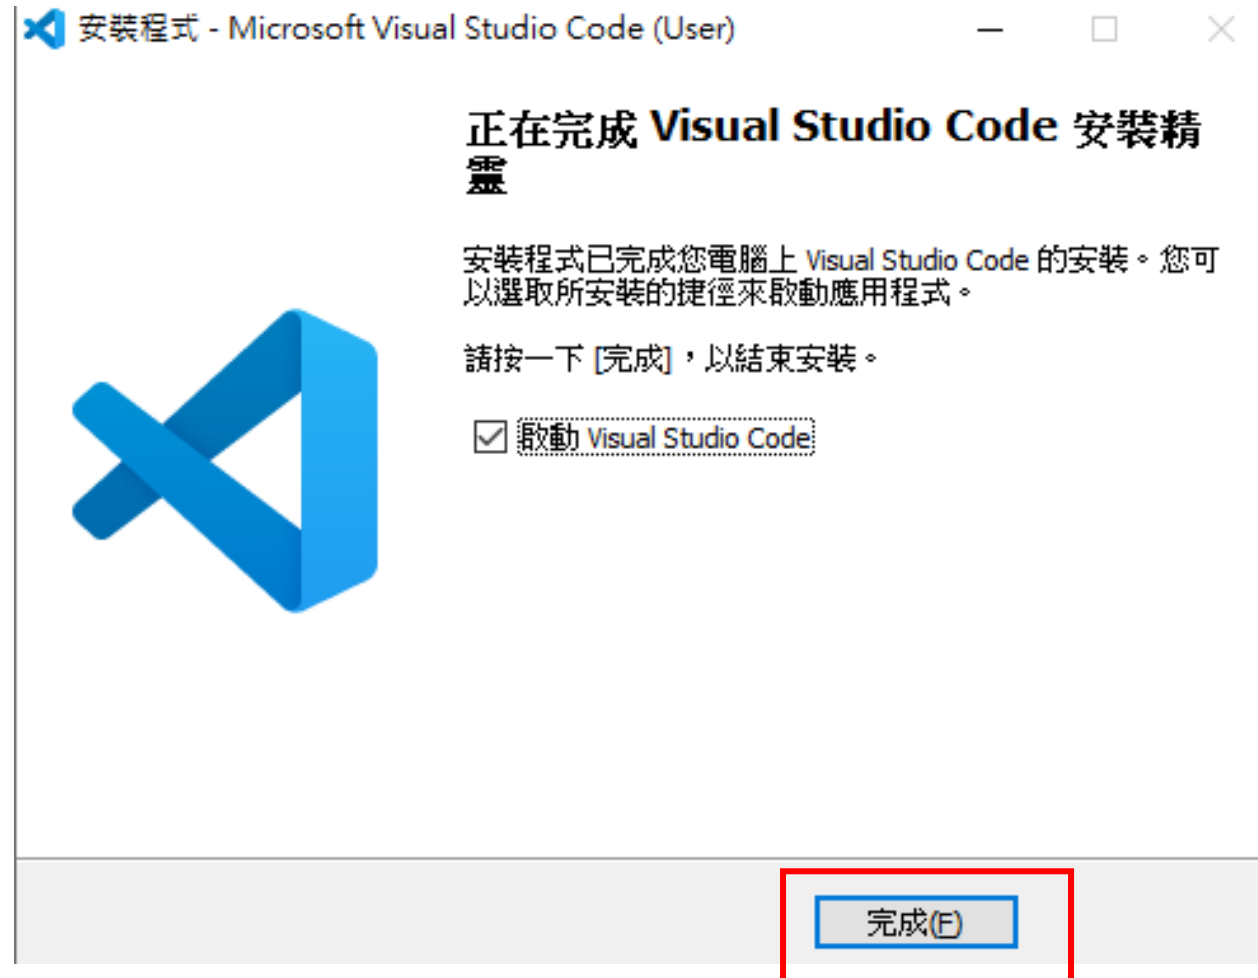 安裝程式 - Microsoft Visual Studio Code (User)
正在完成 Visual Studio Code 安裝精
靈
安裝程式已完成您電腦上 Visual Studio Code 的安裝。您可
以選取所安裝的捷徑來啟動應用程式。
請按一下 [完成]，以結束安裝。
啟動 Visual Studio Code
完成(F)